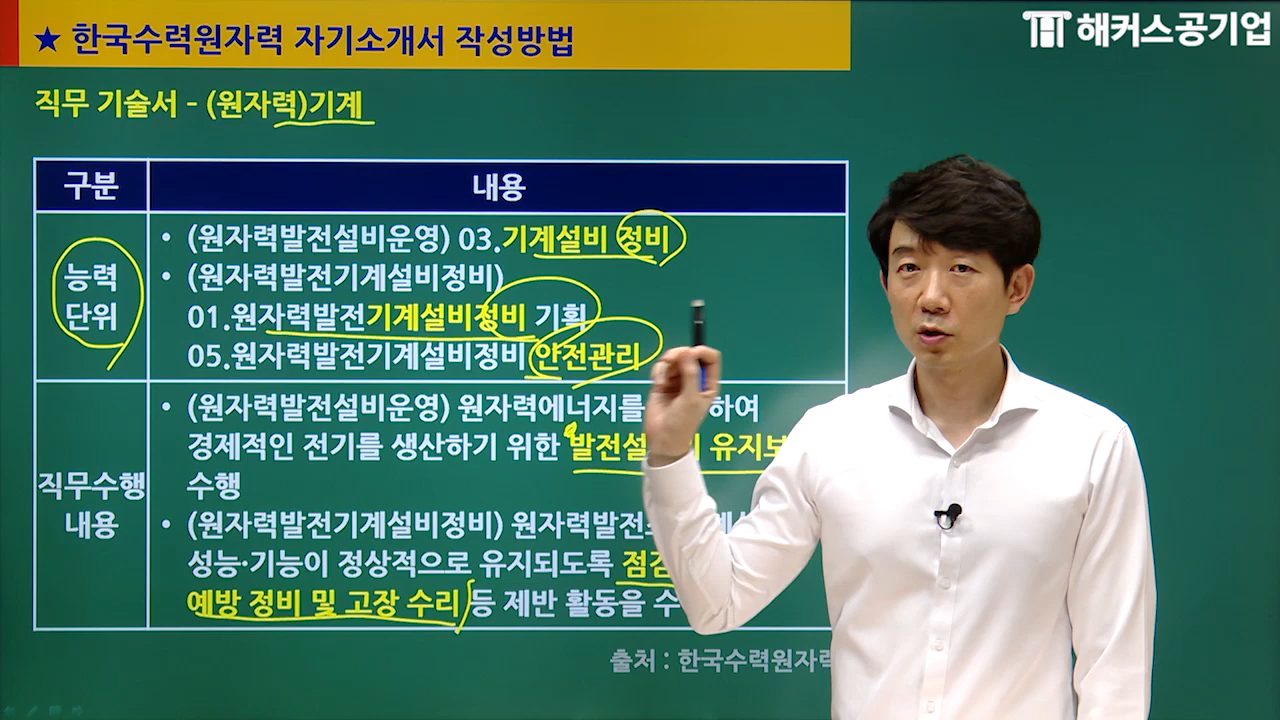 ★ 한국수력원자력 자기소개서 작성방법
해커스공기업
직무 기술서 - (원자력)기계
구분
내용
능력
단위
• (원자력발전설비운영) 03.기계설비 정비
• (원자력발전기계설비정비)
01.원자력발전기계설비정비 기획
05.원자력발전기계설비정비 안전관리
직무수행
내용
• (원자력발전설비운영) 원자력에너지를 하여
경제적인 전기를 생산하기 위한 발전설 유지보
수행
• (원자력발전기계설비정비) 원자력발전
성능·기능이 정상적으로 유지되도록 점검
예방 정비 및 고장 수리 등 제반 활동을 수
출처 : 한국수력원자력